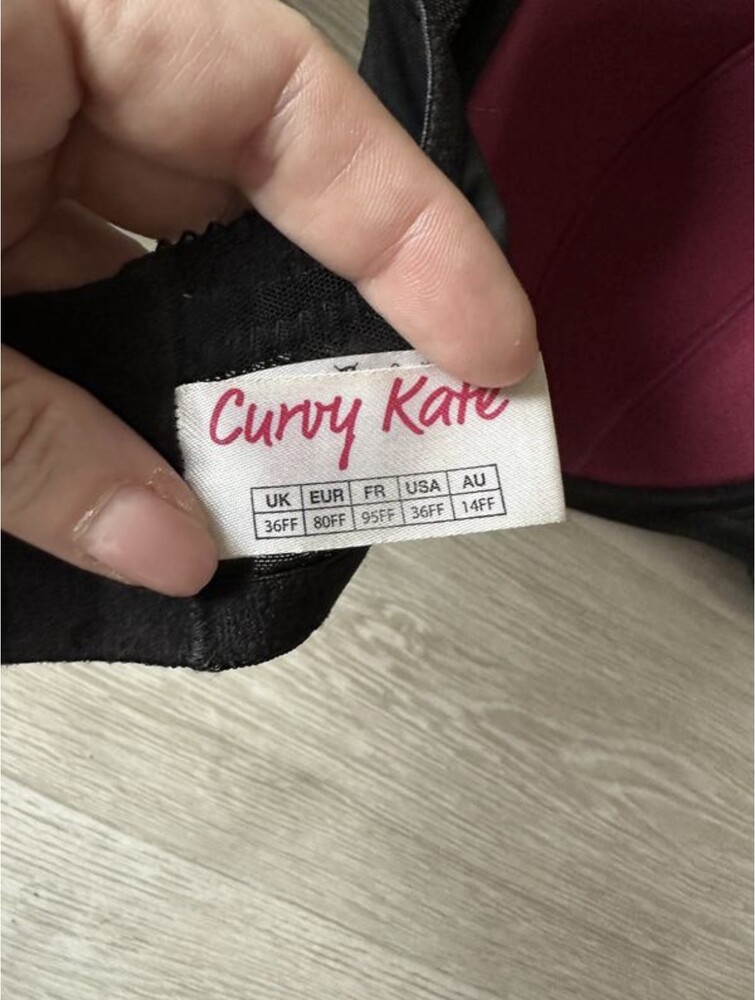 Curvy Kate
UK EUR FR USA AU
36FF 80FF 95FF 36FF 14FF